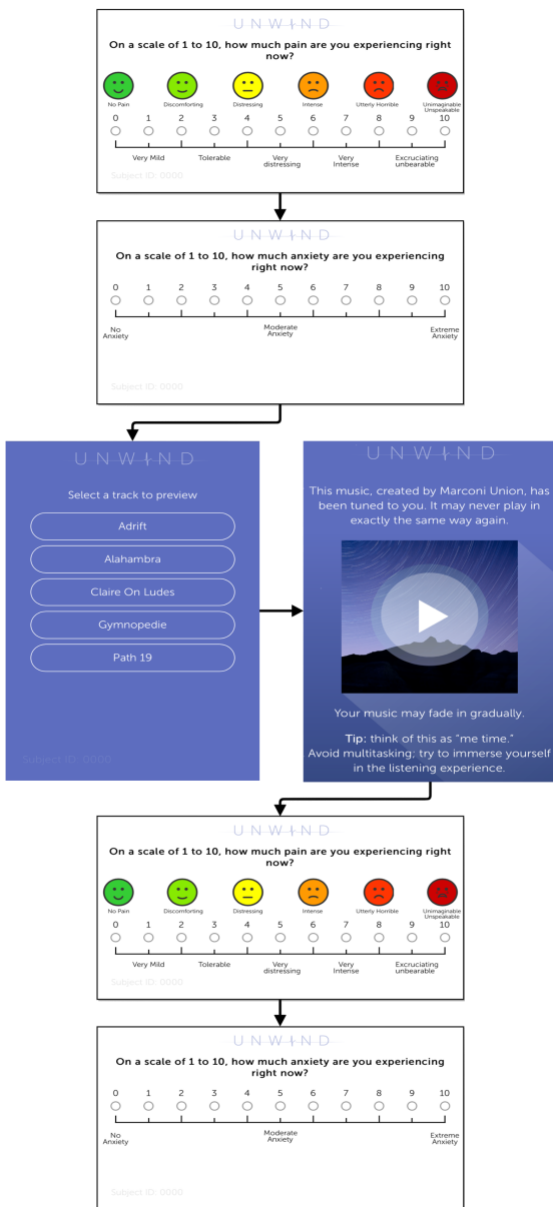 UNWIND
On a scale of 1 to 10, how much pain are you experiencing right
now?
No Pain Discomforting Distressing Intense Utterly Horrible Unimaginable
Unspeakable
0 1 2 3 4 5 6 7 8 9 10
Very Mild Tolerable Very
distressing Very
Intense Excruciating
unbearable
Subject ID: 0000
UNWIND
On a scale of 1 to 10, how much anxiety are you experiencing
right now?
0 1 2 3 4 5 6 7 8 9 10
No
Anxiety Moderate
Anxiety Extreme
Anxiety
Subject ID: 0000
UNWIND
Select a track to preview
Adrift
Alahambra
Claire On Ludes
Gymnopedie
Path 19
Subject ID: 0000
UNWIND
This music, created by Marconi Union, has
been tuned to you. It may never play in
exactly the same way again.
Your music may fade in gradually.
Tip: think of this as "me time."
Avoid multitasking; try to immerse yourself
in the listening experience.
UNWIND
On a scale of 1 to 10, how much pain are you experiencing right
now?
No Pain Discomforting Distressing Intense Utterly Horrible Unimaginable
Unspeakable
0 1 2 3 4 5 6 7 8 9 10
Very Mild Tolerable Very
distressing Very
Intense Excruciating
unbearable
Subject ID: 0000
UNWIND
On a scale of 1 to 10, how much anxiety are you experiencing
right now?
0 1 2 3 4 5 6 7 8 9 10
No
Anxiety Moderate
Anxiety Extreme
Anxiety
Subject ID: 0000